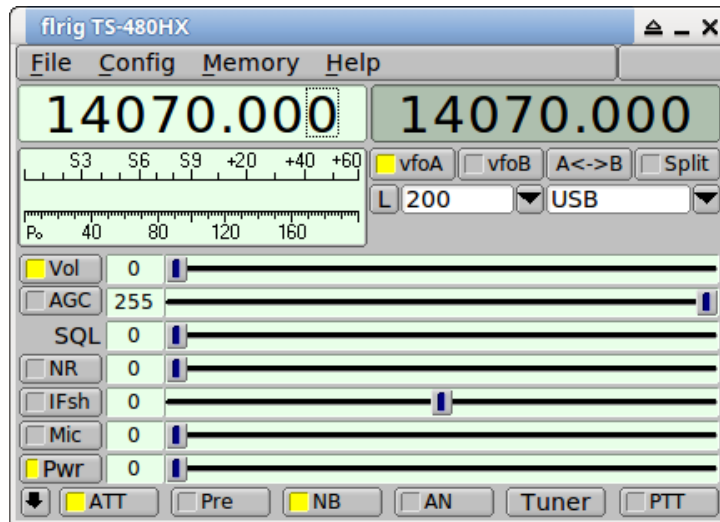 flrig TS-480HX
File Config Memory Help
14070.000 14070.000
S3 S6 S9 +20 +40 +60
vfoA vfoB A<->B Split
L 200 USB
Po 40 80 120 160
Vol 0
AGC 255
SQL 0
NR 0
IFsh 0
Mic 0
Pwr 0
ATT Pre NB AN Tuner PTT